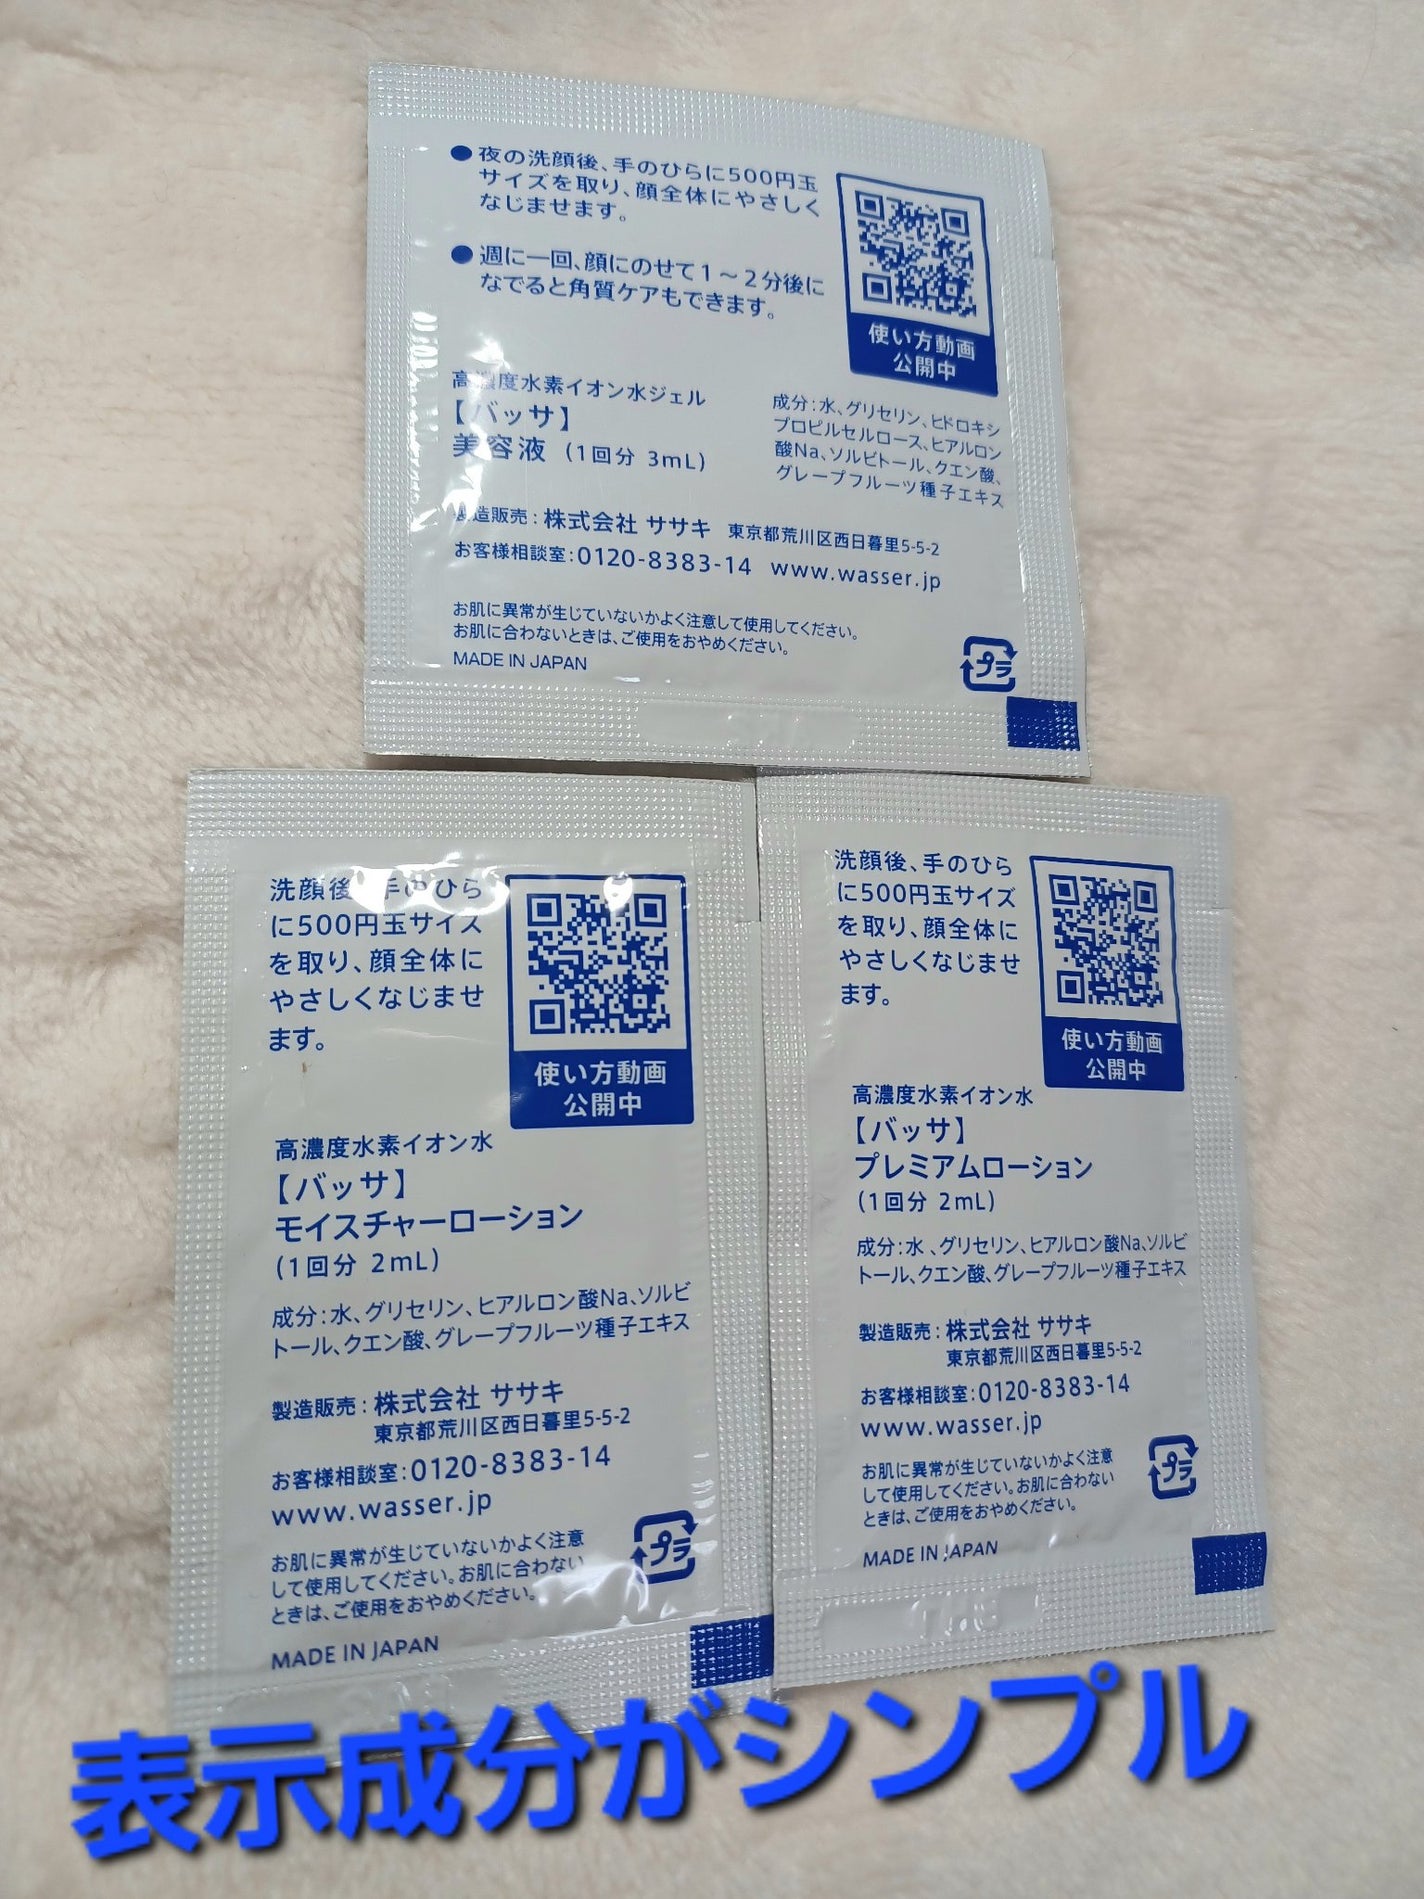 ● 夜の洗顔後、手のひらに500円玉
サイズを取り、顔全体にやさしく
なじませます。
● 週に一回、顔にのせて1～2分後に
なでると角質ケアもできます。
使い方動画
公開中
高濃度水素イオン水ジェル
【バッサ】
美容液 (1回分 3mL)
成分:水、グリセリン、ヒドロキシ
プロピルセルロース、ヒアルロン
酸Na、ソルビトール、クエン酸、
グレープフルーツ種子エキス
製造販売:株式会社 ササキ 東京都荒川区西日暮里5-5-2
お客様相談室:0120-8383-14 www.wasser.jp
お肌に異常が生じていないかよく注意して使用してください。
お肌に合わないときは、ご使用をおやめください。
MADE IN JAPAN
プラ
洗顔後、手のひら
に500円玉サイズ
を取り、顔全体に
やさしくなじませ
ます。
使い方動画
公開中
高濃度水素イオン水
【バッサ】
モイスチャーローション
(1回分 2mL)
成分:水、グリセリン、ヒアルロン酸Na、ソルビ
トール、クエン酸、グレープフルーツ種子エキス
製造販売:株式会社 ササキ
東京都荒川区西日暮里5-5-2
お客様相談室:0120-8383-14
www.wasser.jp
お肌に異常が生じていないかよく注意
して使用してください。お肌に合わない
ときは、ご使用をおやめください。
プラ
MADE IN JAPAN
洗顔後、手のひら
に500円玉サイズ
を取り、顔全体に
やさしくなじませ
ます。
使い方動画
公開中
高濃度水素イオン水
【バッサ】
プレミアムローション
(1回分 2mL)
成分:水、グリセリン、ヒアルロン酸Na、ソルビ
トール、クエン酸、グレープフルーツ種子エキス
製造販売:株式会社 ササキ
東京都荒川区西日暮里5-5-2
お客様相談室:0120-8383-14
www.wasser.jp
お肌に異常が生じていないかよく注意
して使用してください。お肌に合わない
ときは、ご使用をおやめください。
プラ
MADE IN JAPAN
表示成分がシンプル